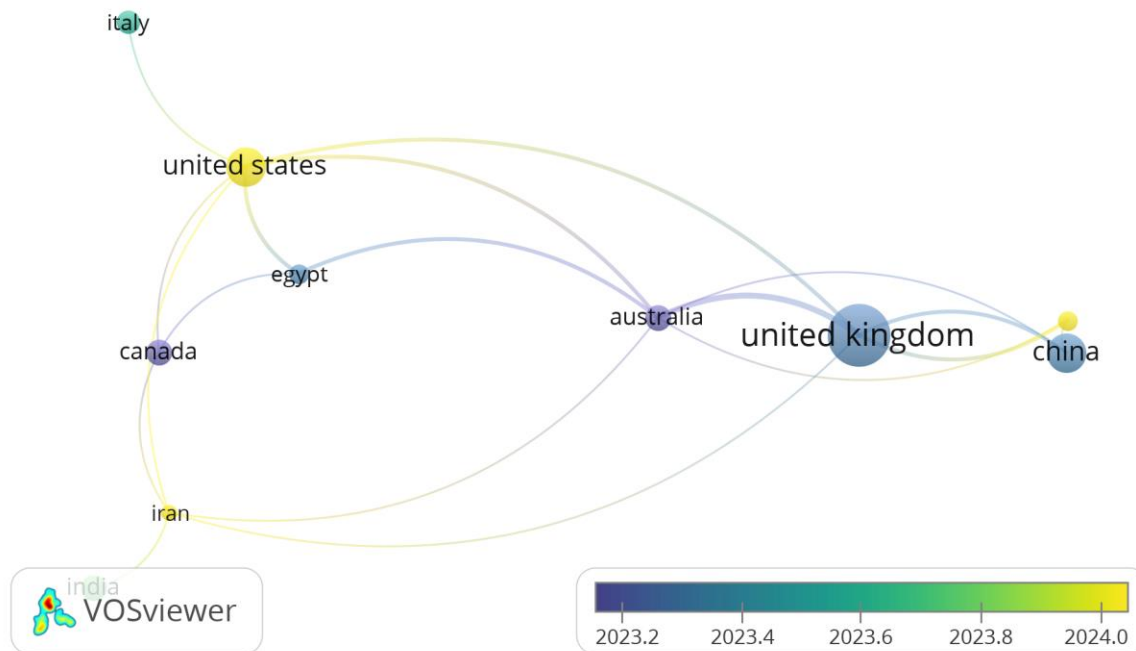 italy
united states
egypt
australia
united kingdom
canada
china
iran
india
VOSviewer
2023.2 2023.4 2023.6 2023.8 2024.0